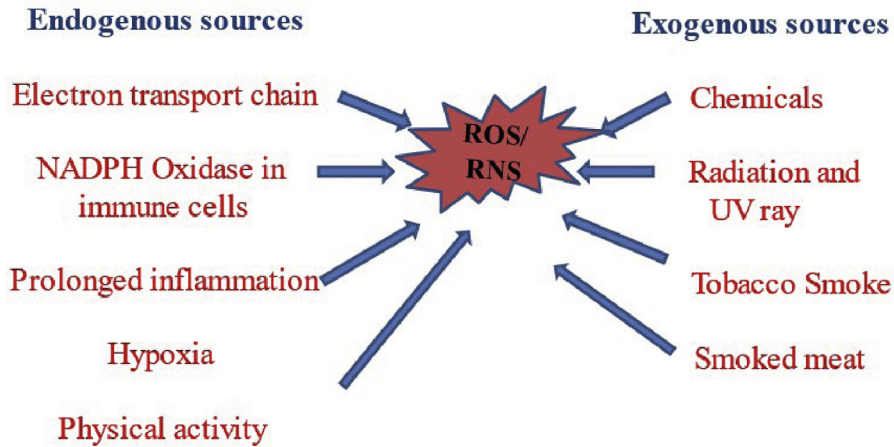 Endogenous sources
Electron transport chain
NADPH Oxidase in
immune cells
Prolonged inflammation
Hypoxia
Physical activity
ROS/
RNS
Exogenous sources
Chemicals
Radiation and
UV ray
Tobacco Smoke
Smoked meat